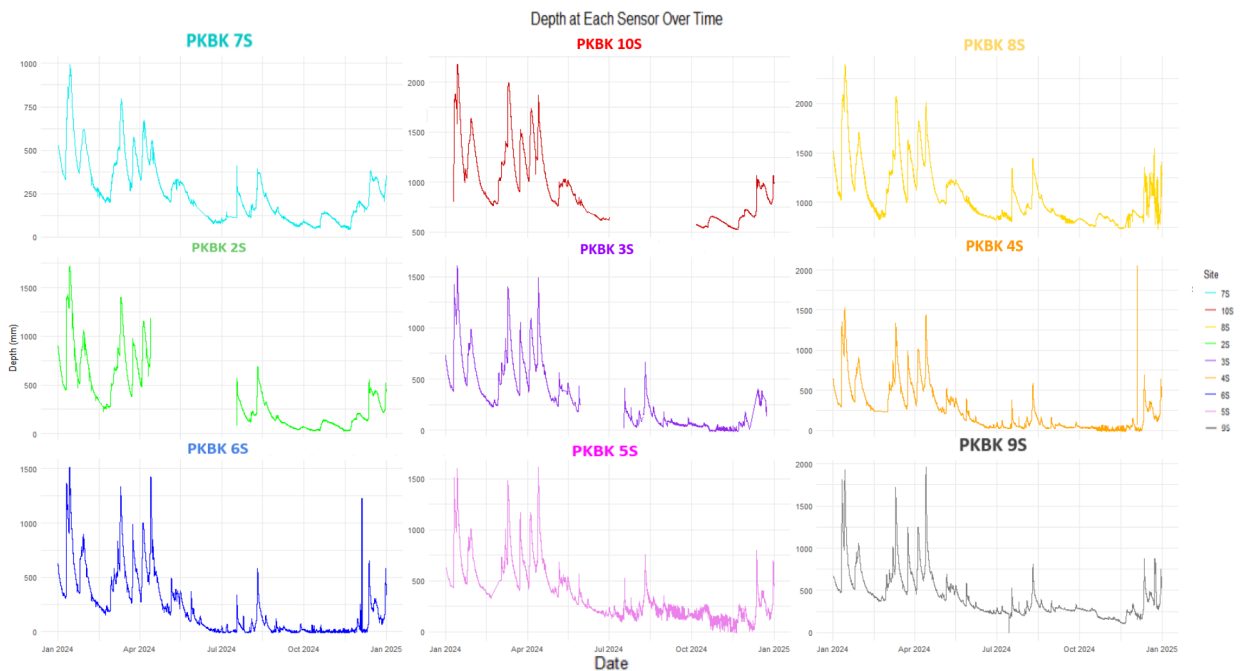 Depth at Each Sensor Over Time
PKBK 7S
PKBK 10S
PKBK 8S
1000
750
500
250
0
2000
1500
1000
500
2000
1500
1000
PKBK 2S
PKBK 3S
PKBK 4S
1500
1000
500
0
1500
1000
500
0
2000
1500
1000
500
0
PKBK 6S
PKBK 5S
PKBK 9S
1500
1000
500
0
1500
1000
500
0
2000
1500
1000
500
0
Jan 2024
Apr 2024
Jul 2024
Oct 2024
Jan 2025
Jan 2024
Apr 2024
Jul 2024
Oct 2024
Jan 2025
Jan 2024
Apr 2024
Jul 2024
Oct 2024
Jan 2025
Depth (mm)
Date
Site
7S
10S
8S
2S
3S
4S
6S
5S
9S